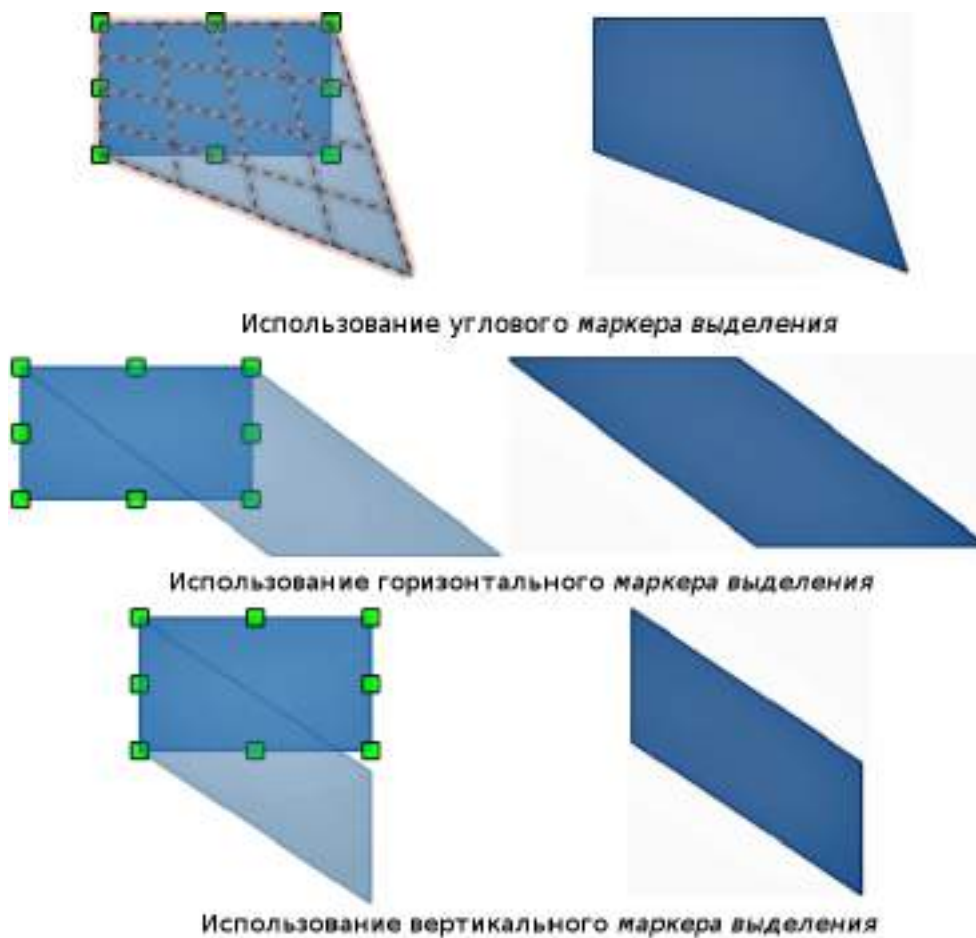 Использование углового маркера выделения
Использование горизонтального маркера выделения
Использование вертикального маркера выделения